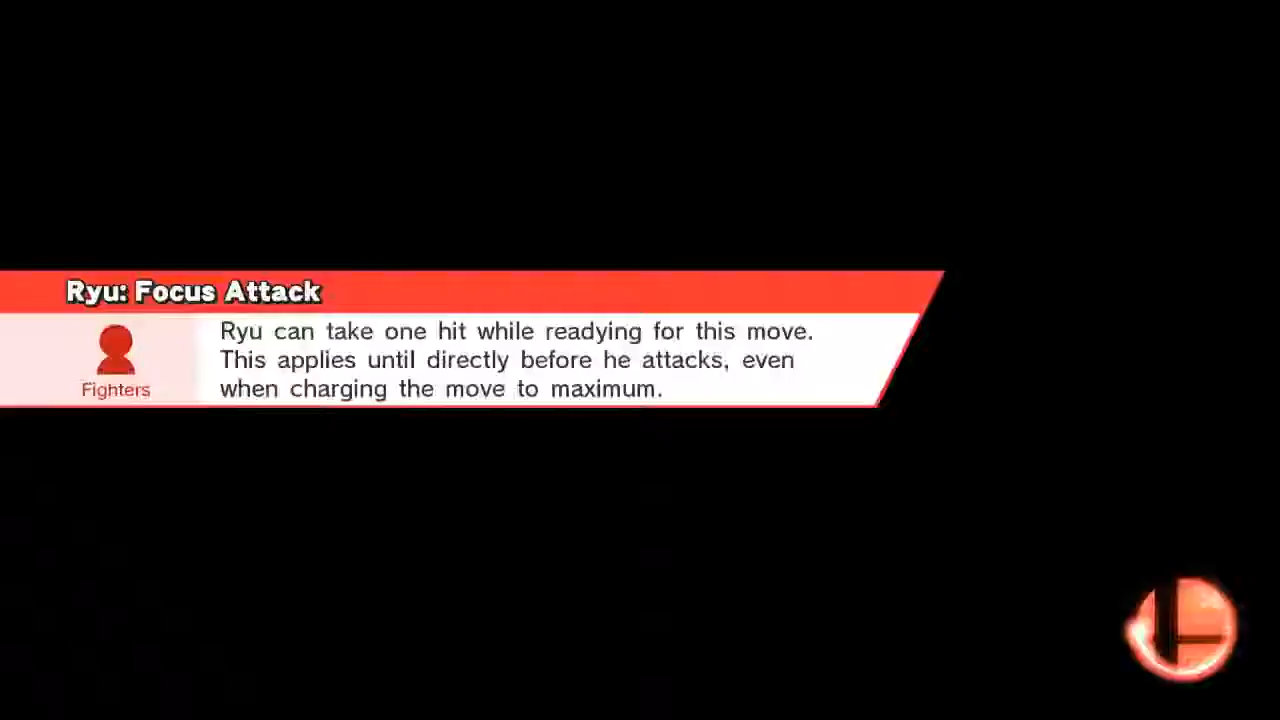 Ryu: Focus Attack
Ryu can take one hit while readying for this move.
This applies until directly before he attacks, even
when charging the move to maximum.
Fighters